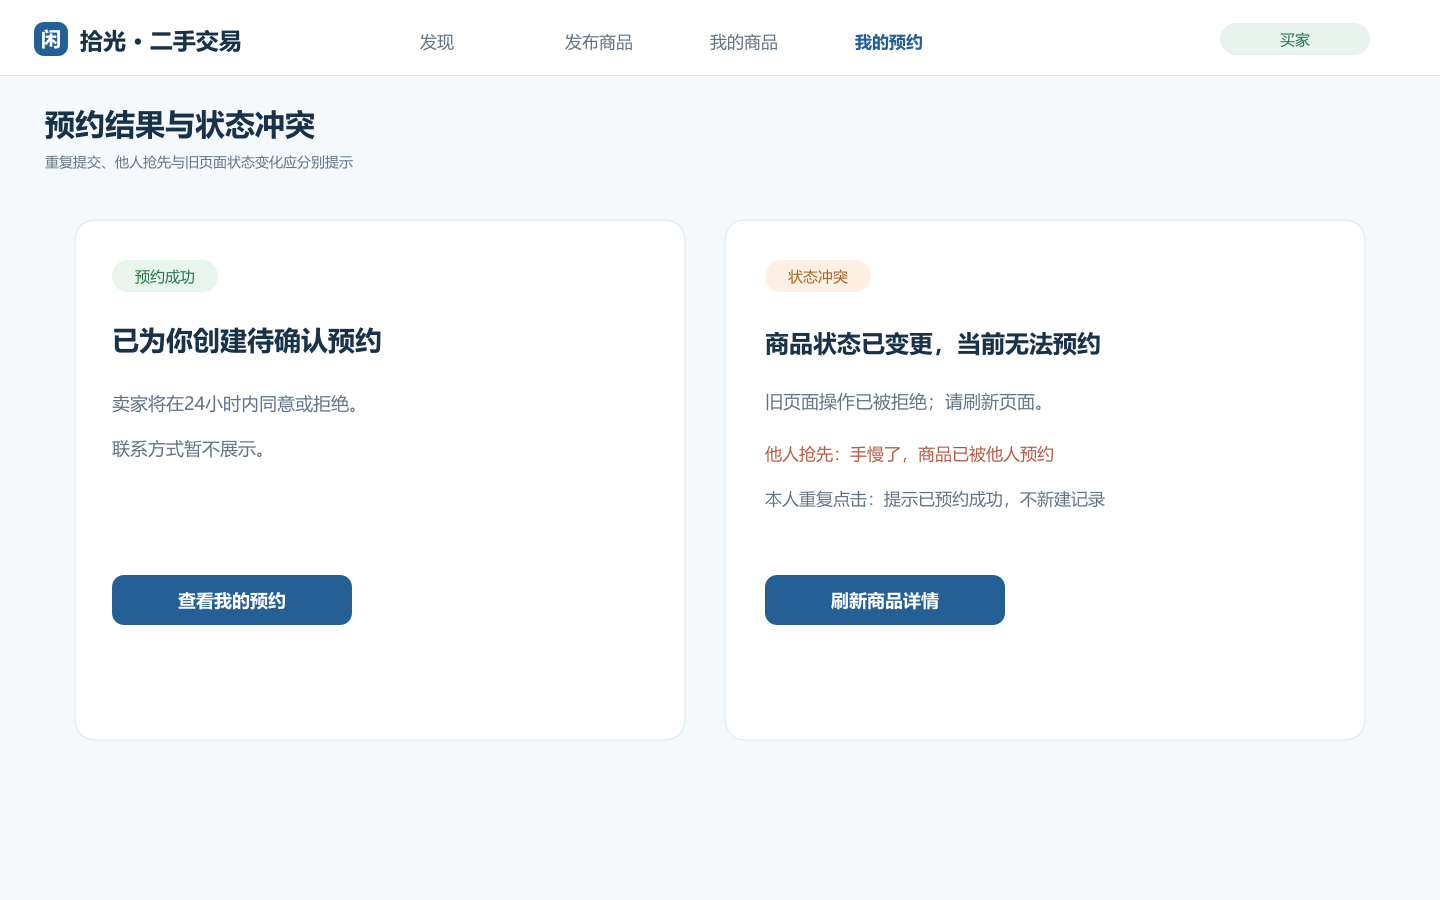 闲 拾光·二手交易 发现 发布商品 我的商品 我的预约 买家
预约结果与状态冲突
重复提交、他人抢先与旧页面状态变化应分别提示
预约成功
已为你创建待确认预约
卖家将在24小时内同意或拒绝。
联系方式暂不展示。
查看我的预约
状态冲突
商品状态已变更，当前无法预约
旧页面操作已被拒绝；请刷新页面。
他人抢先：手慢了，商品已被他人预约
本人重复点击：提示已预约成功，不新建记录
刷新商品详情